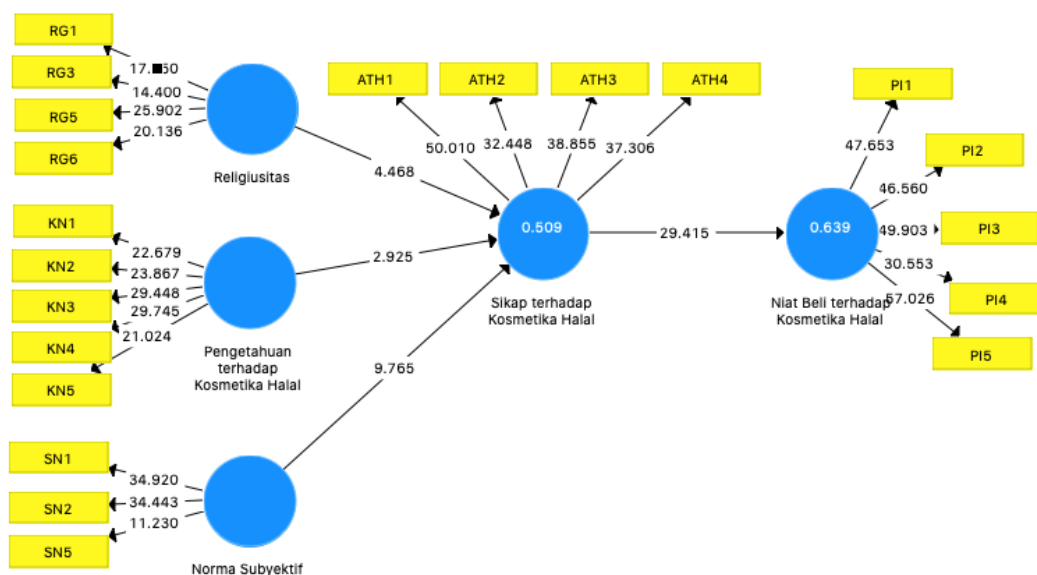 RG1
RG3
RG5
RG6
14.400
25.902
20.136
Religiusitas
KN1
KN2
KN3
KN4
KN5
22.679
23.867
29.448
29.745
21.024
Pengetahuan
terhadap
Kosmetika Halal
SN1
SN2
SN5
34.920
34.443
11.230
Norma Subyektif
4.468
2.925
9.765
ATH1
ATH2
ATH3
ATH4
50.010
32.448
38.855
37.306
0.509
Sikap terhadap
Kosmetika Halal
29.415
0.639
Niat Beli terhadap
Kosmetika Halal
PI1
PI2
PI3
PI4
PI5
47.653
46.560
49.903
30.553
57.026